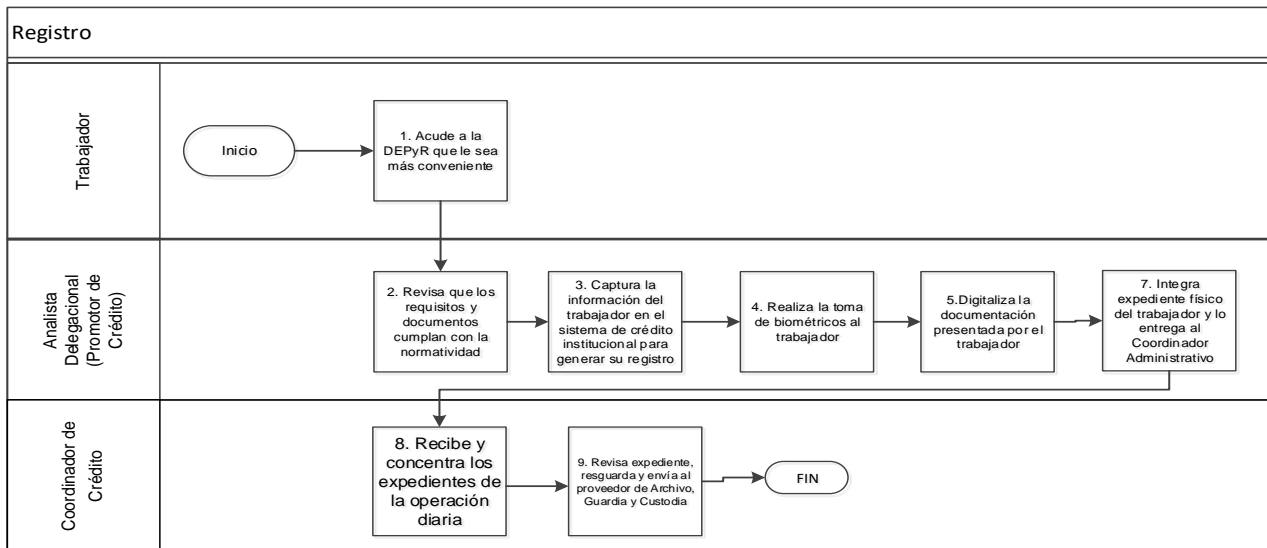 Registro
Trabajador
Inicio
1. Acude a la
DEPyR que le sea
más conveniente
Analista
Delegacional
(Promotor de
Crédito)
2. Revisa que los
requisitos y
documentos
cumplan con la
normatividad
3. Captura la
información del
trabajador en el
sistema de crédito
institucional para
generar su registro
4. Realiza la toma
de biométricos al
trabajador
5.Digitaliza la
documentación
presentada por el
trabajador
7. Integra
expediente físico
del trabajador y lo
entrega al
Coordinador
Administrativo
Coordinador de
Crédito
8. Recibe y
concentra los
expedientes de
la operación
diaria
9. Revisa expediente,
resguarda y envía al
proveedor de Archivo,
Guardia y Custodia
FIN